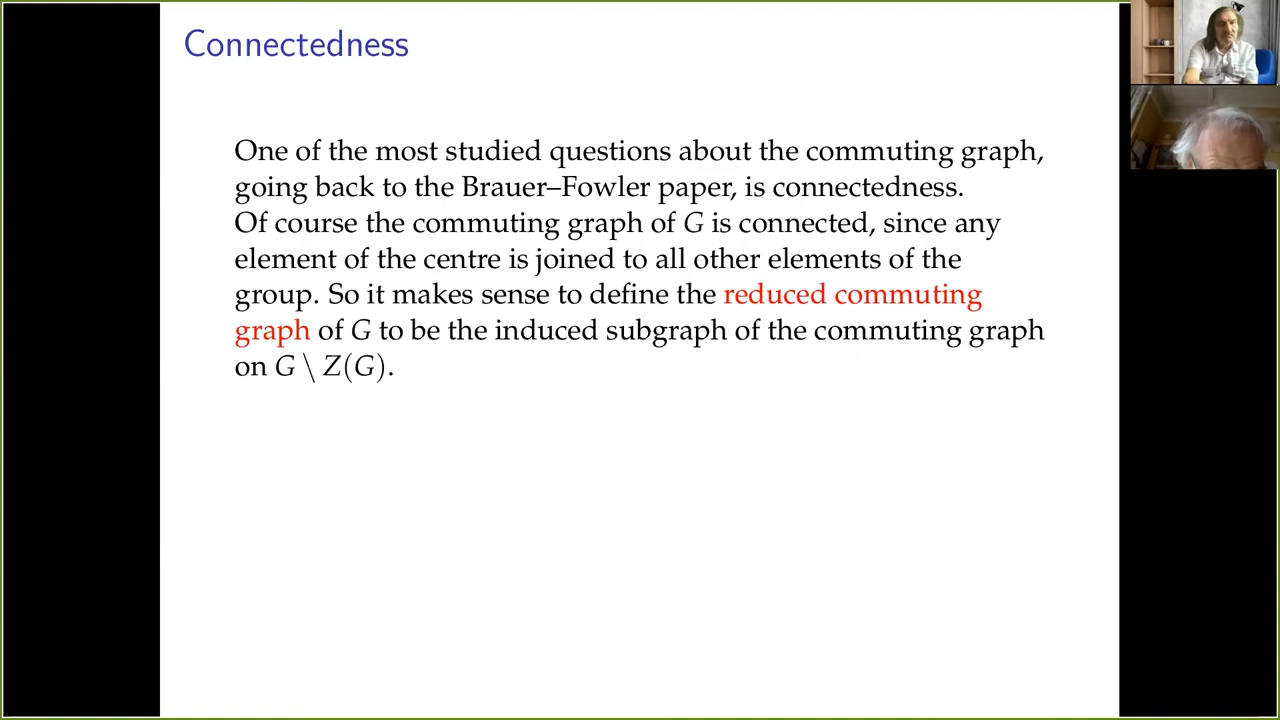 Connectedness
One of the most studied questions about the commuting graph,
going back to the Brauer–Fowler paper, is connectedness.
Of course the commuting graph of G is connected, since any
element of the centre is joined to all other elements of the
group. So it makes sense to define the reduced commuting
graph of G to be the induced subgraph of the commuting graph
on G \ Z(G).